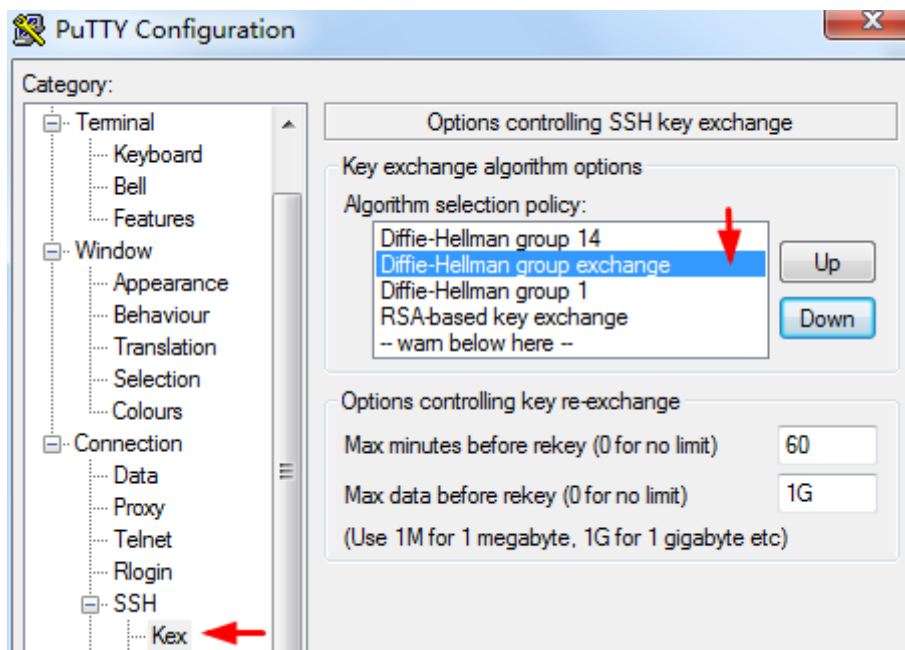 PuTTY Configuration
Category:
Terminal
Keyboard
Bell
Features
Window
Appearance
Behaviour
Translation
Selection
Colours
Connection
Data
Proxy
Telnet
Rlogin
SSH
Kex
Options controlling SSH key exchange
Key exchange algorithm options
Algorithm selection policy:
Diffie-Hellman group 14
Diffie-Hellman group exchange
Diffie-Hellman group 1
RSA-based key exchange
-- warn below here --
Up
Down
Options controlling key re-exchange
Max minutes before rekey (0 for no limit) 60
Max data before rekey (0 for no limit) 1G
(Use 1M for 1 megabyte, 1G for 1 gigabyte etc)